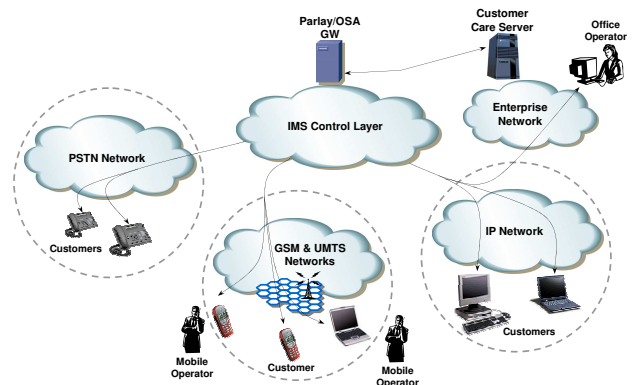 Parlay/OSA
GW
Customer
Care Server
Office
Operator
IMS Control Layer
Enterprise
Network
PSTN Network
Customers
GSM & UMTS
Networks
IP Network
Customers
Mobile
Operator
Customer
Mobile
Operator